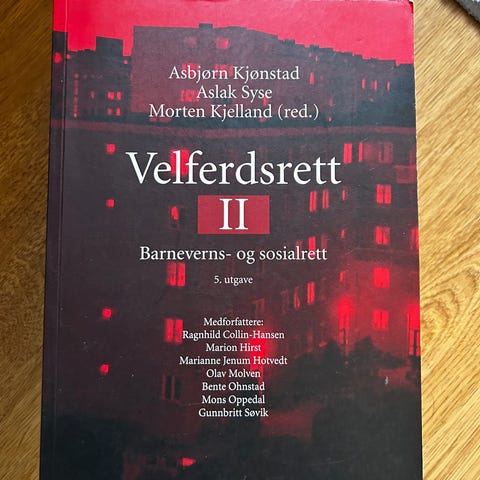 Asbjørn Kjønstad
Aslak Syse
Morten Kjelland (red.)
Velferdsrett
II
Barneverns- og sosialrett
5. utgave
Medforfattere:
Ragnhild Collin-Hansen
Marion Hirst
Marianne Jenum Hotvedt
Olav Molven
Bente Ohnstad
Mons Oppedal
Gunnbritt Søvik